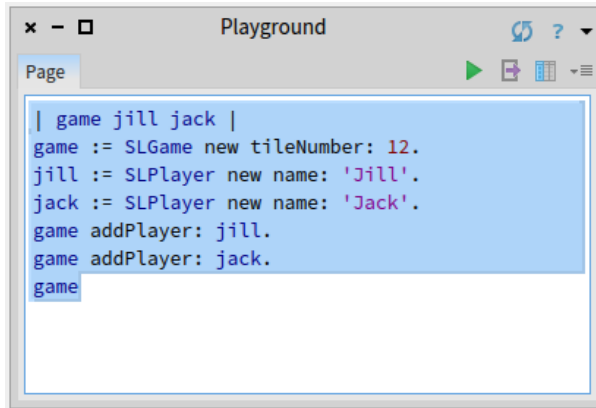 Playground
?
Page
| game jill jack |
game := SLGame new tileNumber: 12.
jill := SLPlayer new name: 'Jill'.
jack := SLPlayer new name: 'Jack'.
game addPlayer: jill.
game addPlayer: jack.
game